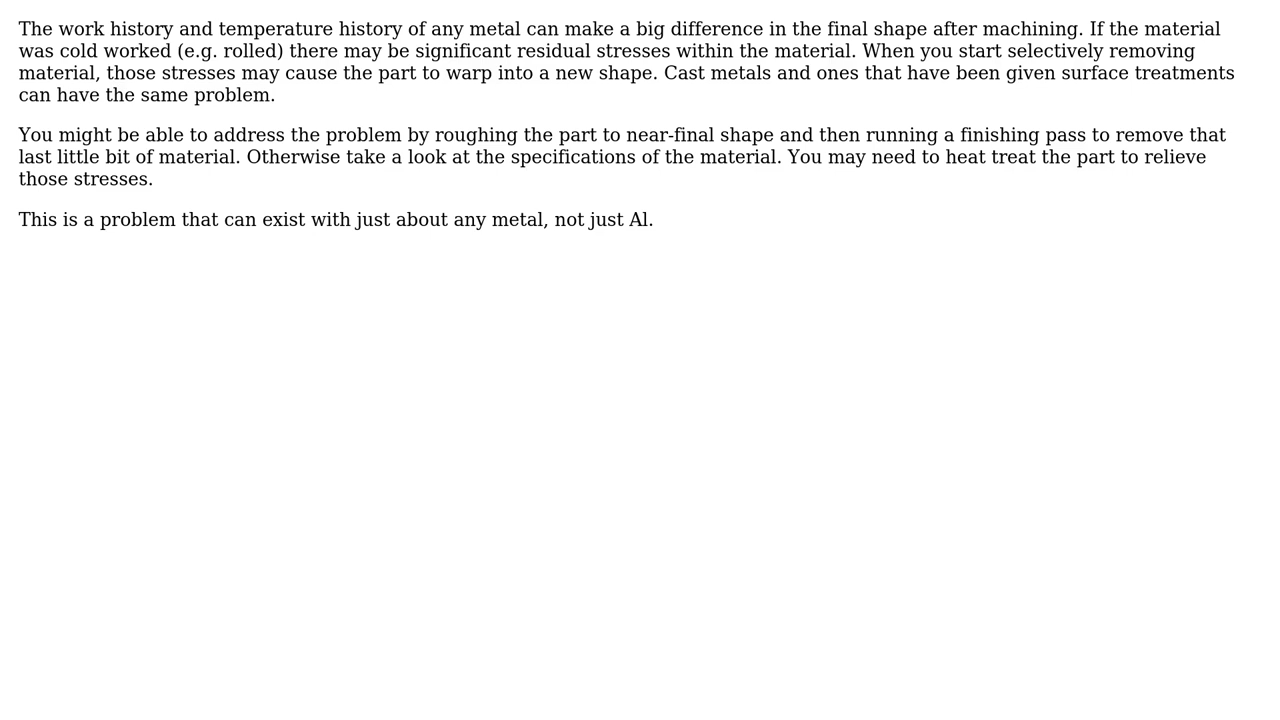 The work history and temperature history of any metal can make a big difference in the final shape after machining. If the material
was cold worked (e.g. rolled) there may be significant residual stresses within the material. When you start selectively removing
material, those stresses may cause the part to warp into a new shape. Cast metals and ones that have been given surface treatments
can have the same problem.
You might be able to address the problem by roughing the part to near-final shape and then running a finishing pass to remove that
last little bit of material. Otherwise take a look at the specifications of the material. You may need to heat treat the part to relieve
those stresses.
This is a problem that can exist with just about any metal, not just Al.